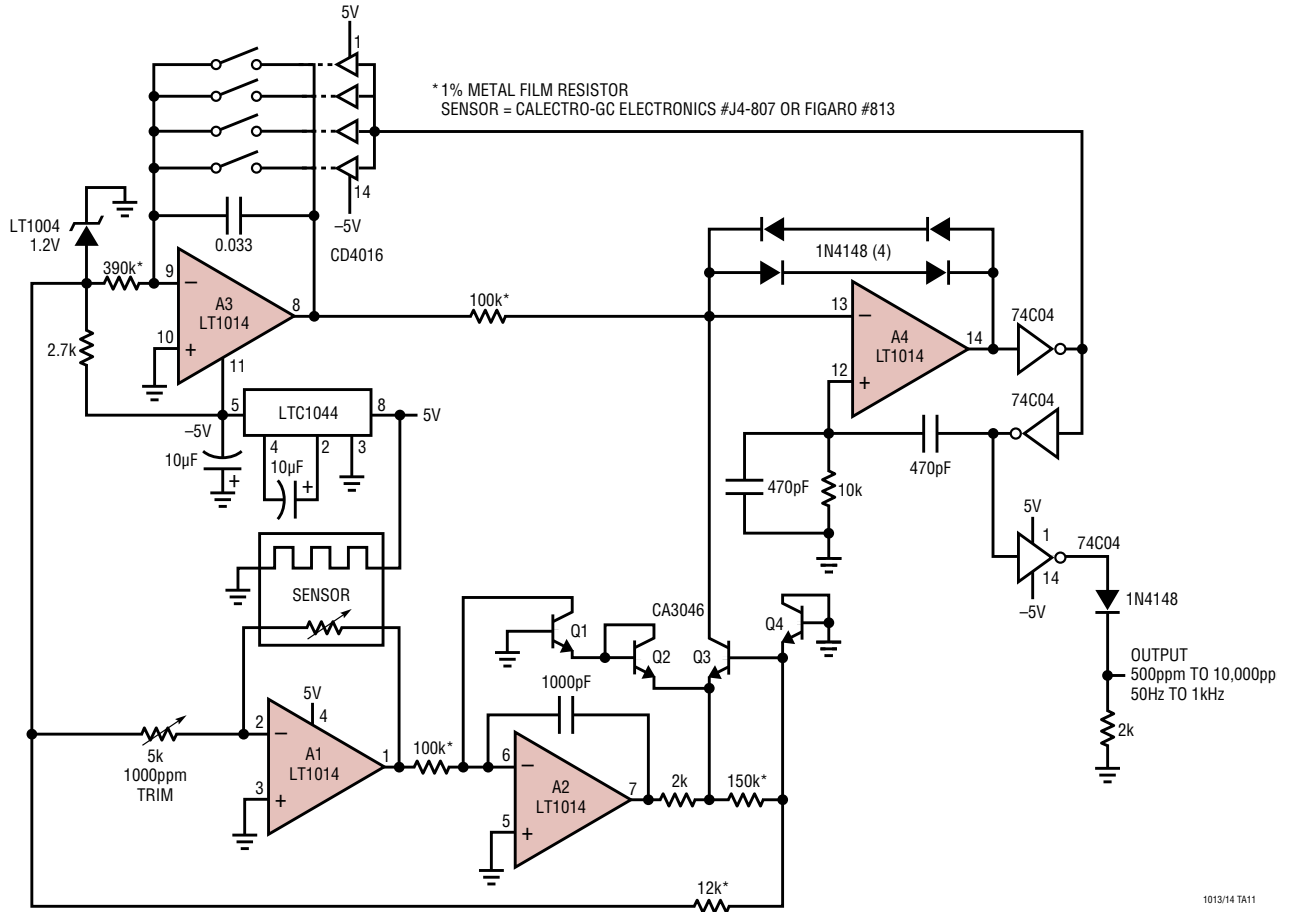 5V
1
* 1% METAL FILM RESISTOR
SENSOR = CALECTRO-GC ELECTRONICS #J4-807 OR FIGARO #813
14
–5V
CD4016
LT1004
1.2V
0.033
390k*
9
–
A3
LT1014
8
10
+
11
2.7k
100k*
1N4148 (4)
13
–
A4
LT1014
14
12
+
74C04
74C04
5
LTC1044
8
5V
–5V
4
2
3
10µF
+
10µF
+
470pF
470pF
10k
5V
1
74C04
14
–5V
1N4148
SENSOR
CA3046
Q1
Q2
Q3
Q4
OUTPUT
500ppm TO 10,000pp
50Hz TO 1kHz
2k
1000pF
5V
4
2
–
A1
LT1014
1
3
+
5k
1000ppm
TRIM
100k*
6
–
A2
LT1014
7
5
+
2k
150k*
12k*
1013/14 TA11